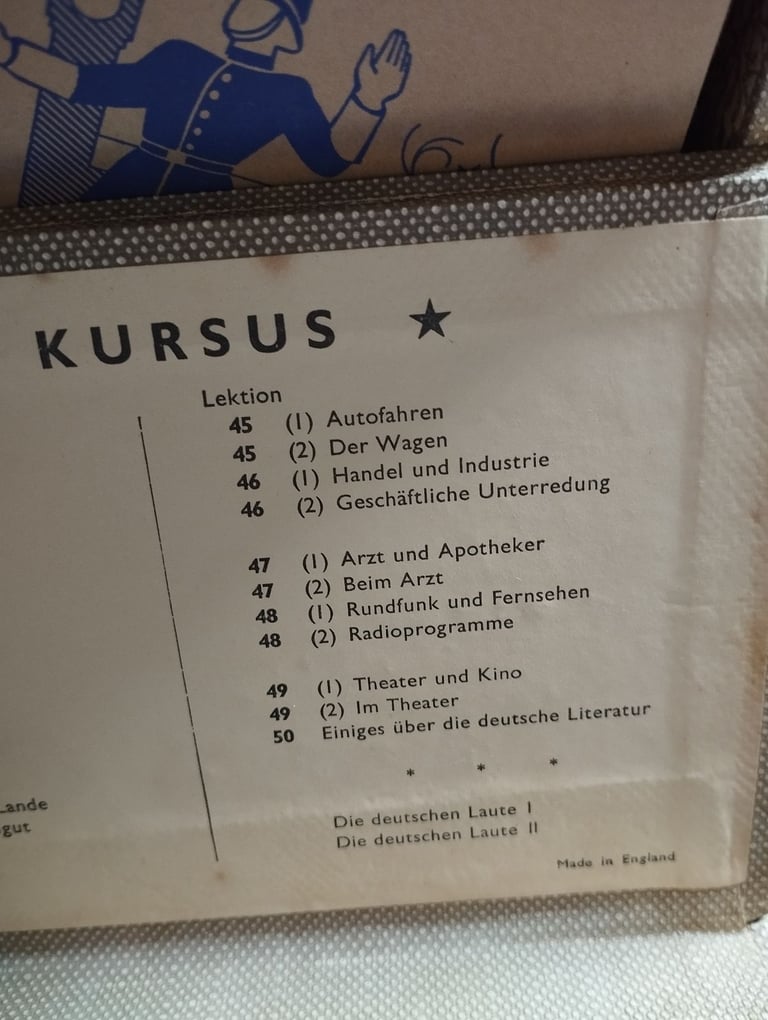 KURSUS ★
Lektion
45 (1) Autofahren
45 (2) Der Wagen
46 (1) Handel und Industrie
46 (2) Geschäftliche Unterredung
47 (1) Arzt und Apotheker
47 (2) Beim Arzt
48 (1) Rundfunk und Fernsehen
48 (2) Radioprogramme
49 (1) Theater und Kino
49 (2) Im Theater
50 Einiges über die deutsche Literatur
* * *
Lande
gut
Die deutschen Laute I
Die deutschen Laute II
Made in England